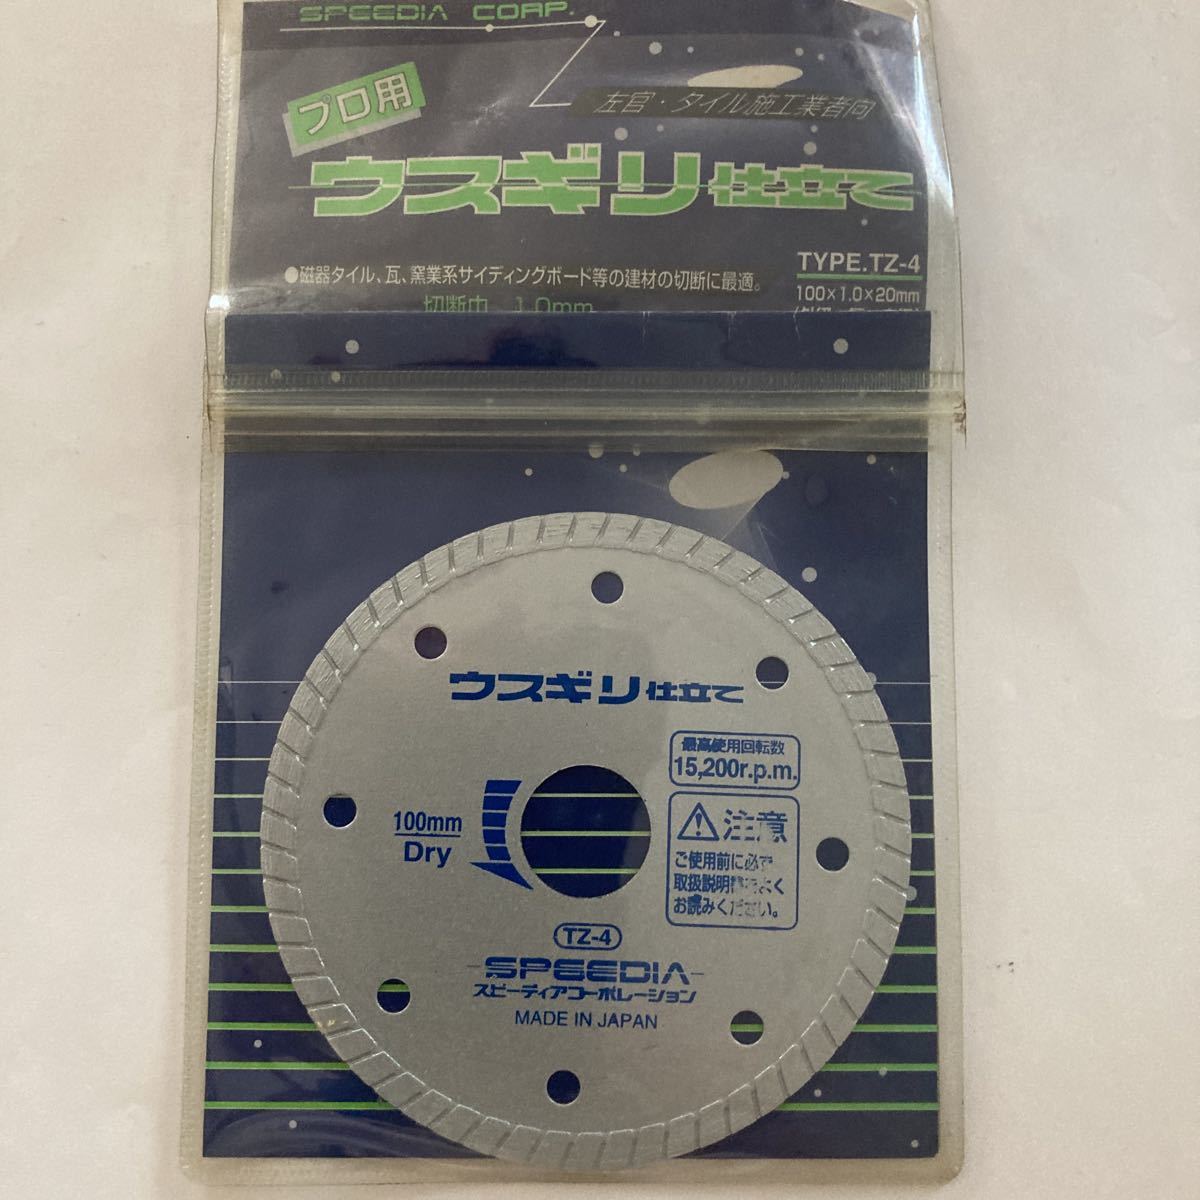 SPEEDIA CORP.
プロ用
左官・タイル施工業者向
ウスギリ仕立て
TYPE.TZ-4
●磁器タイル、瓦、窯業系サイディングボード等の建材の切断に最適。
100×1.0×20mm
切断巾 1.0mm
ウスギリ仕立て
最高使用回転数
15,200r.p.m.
100mm
Dry
注意
ご使用前に必ず
取扱説明書をよく
お読みください。
TZ-4
SPEEDIA
スピーディアコーポレーション
MADE IN JAPAN